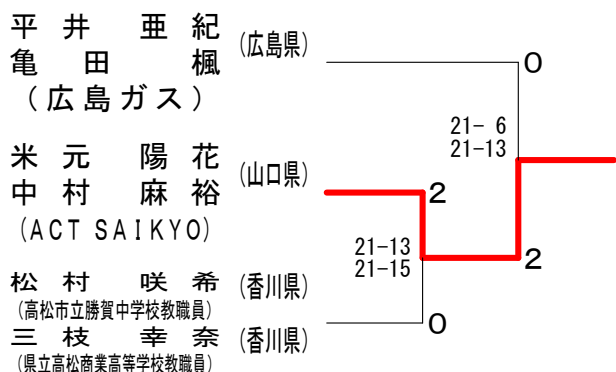 平井 亜紀 (広島県)
亀田 楓
(広島ガス)
0
21- 6
21-13
米元 陽花 (山口県)
中村 麻裕
(ACT SAIKYO)
2
21-13
21-15
2
松村 咲希 (香川県)
(高松市立勝賀中学校教職員)
0
三枝 幸奈 (香川県)
(県立高松商業高等学校教職員)